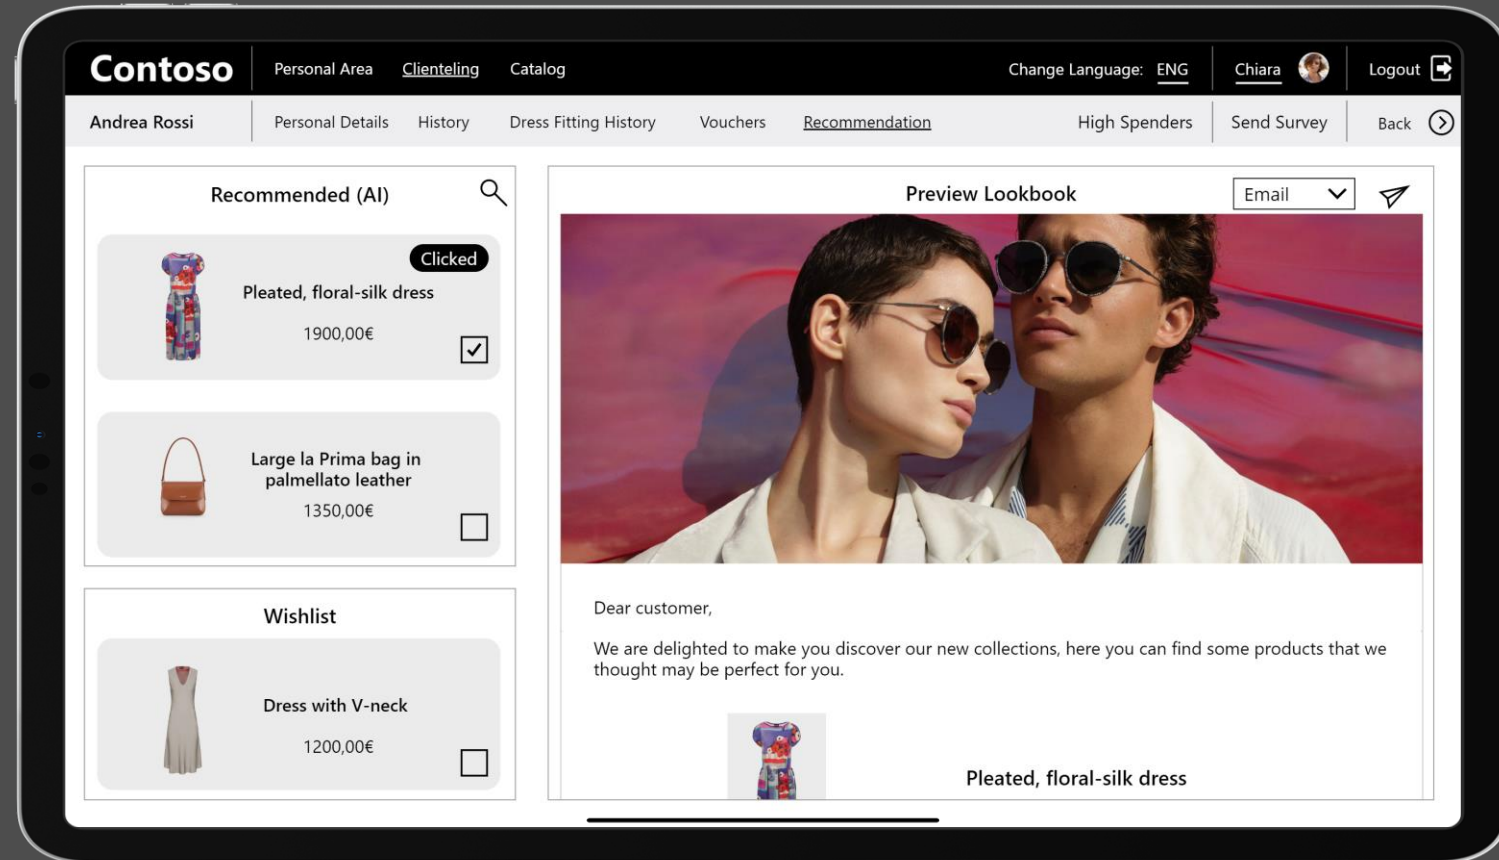 Contoso
Personal Area
Clienteling
Catalog
Change Language: ENG
Chiara
Logout
Andrea Rossi
Personal Details
History
Dress Fitting History
Vouchers
Recommendation
High Spenders
Send Survey
Back
Recommended (AI)
Clicked
Pleated, floral-silk dress
1900,00€
Large la Prima bag in
palmellato leather
1350,00€
Wishlist
Dress with V-neck
1200,00€
Preview Lookbook
Email
Dear customer,
We are delighted to make you discover our new collections, here you can find some products that we
thought may be perfect for you.
Pleated, floral-silk dress